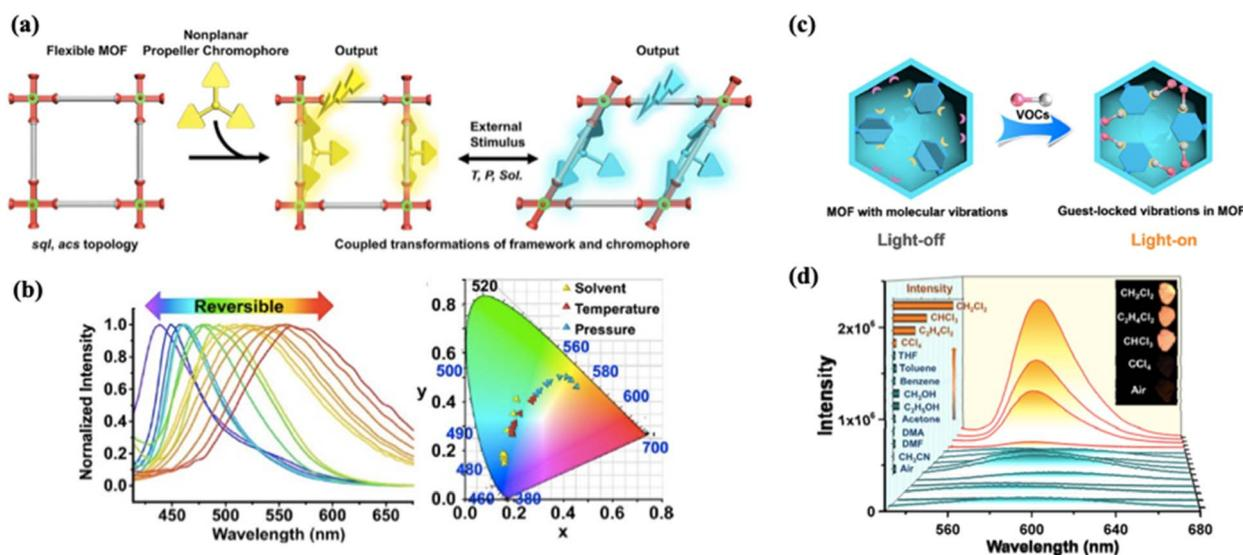 (a)
Flexible MOF
Nonplanar
Propeller Chromophore
Output
Output
External
Stimulus
T, P, Sol.
sql, acs topology
Coupled transformations of framework and chromophore
(c)
VOCs
MOF with molecular vibrations
Guest-locked vibrations in MOF
Light-off
Light-on
(b)
Reversible
Normalized Intensity
1.0
0.8
0.6
0.4
0.2
0.0
450 500 550 600 650
Wavelength (nm)
y
0.8
0.6
0.4
0.2
0.0
0.0 0.2 0.4 0.6 0.8
x
520
500
490
480
460
380
560
580
600
700
Solvent
Temperature
Pressure
(d)
Intensity
2x10⁶
1x10⁶
0
Intensity
CH₂Cl₂
CHCl₃
C₂H₄Cl₂
CCl₄
THF
Toluene
Benzene
CH₃OH
C₂H₅OH
Acetone
DMA
DMF
CH₃CN
Air
CH₂Cl₂
C₂H₄Cl₂
CHCl₃
CCl₄
Air
560 600 640 680
Wavelength (nm)